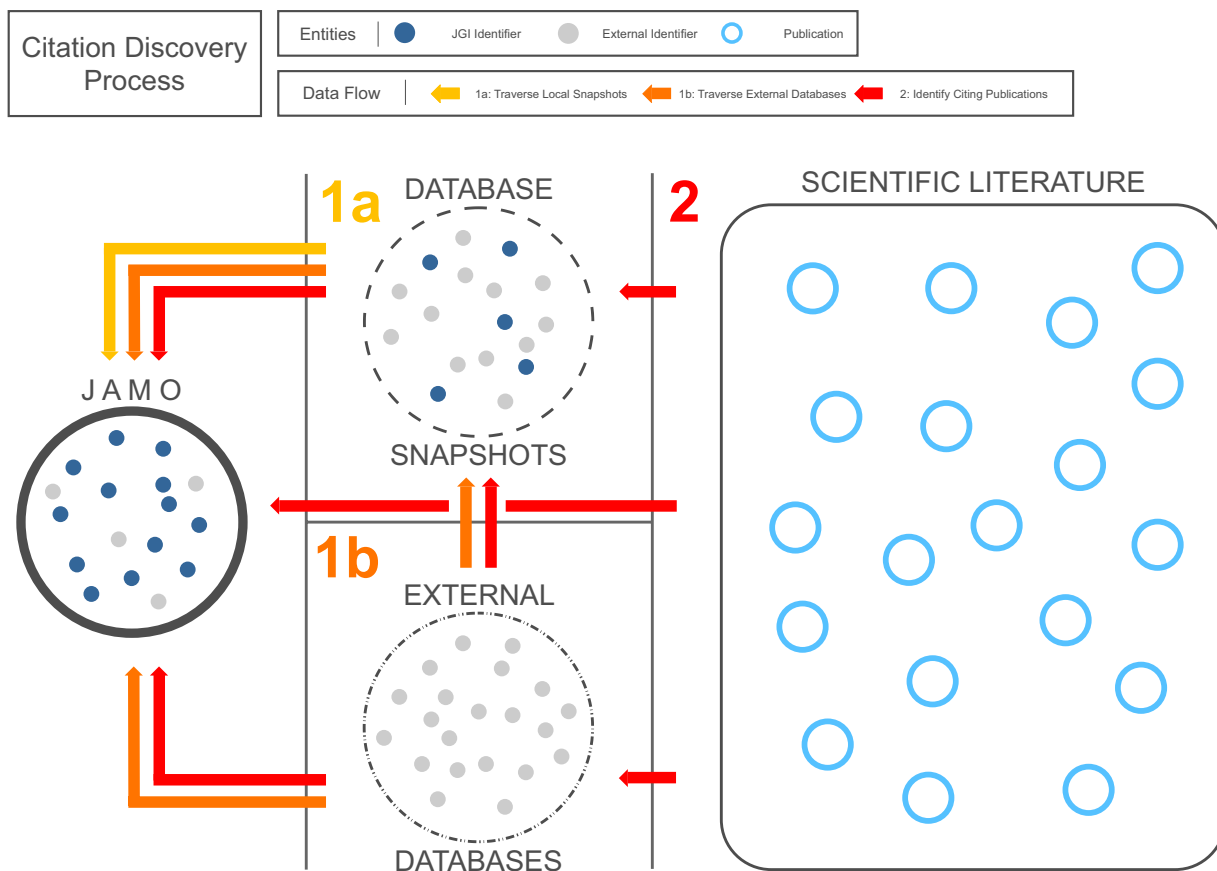 Citation Discovery
Process
Entities
JGI Identifier
External Identifier
Publication
Data Flow
1a: Traverse Local Snapshots
1b: Traverse External Databases
2: Identify Citing Publications
1a
DATABASE
2
SCIENTIFIC LITERATURE
JAMO
SNAPSHOTS
1b
EXTERNAL
DATABASES